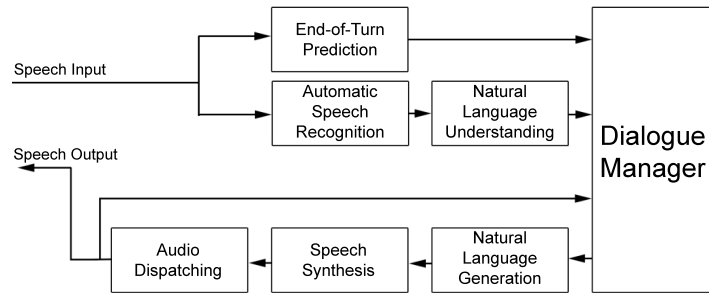 End-of-Turn
Prediction
Speech Input
Automatic
Speech
Recognition
Natural
Language
Understanding
Dialogue
Manager
Speech Output
Audio
Dispatching
Speech
Synthesis
Natural
Language
Generation